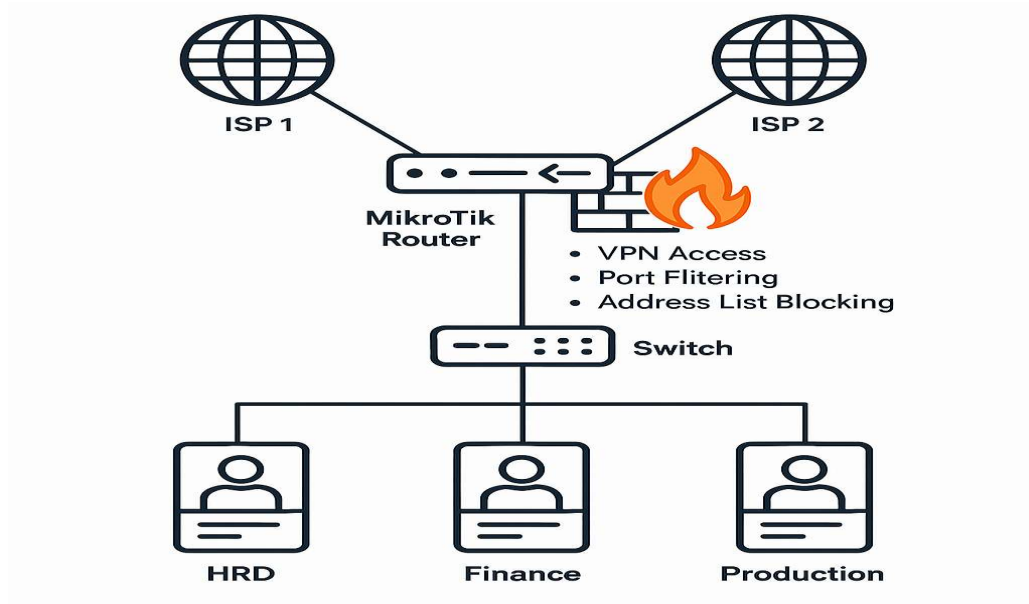 ISP 1
ISP 2
MikroTik
Router
• VPN Access
• Port Flitering
• Address List Blocking
Switch
HRD
Finance
Production